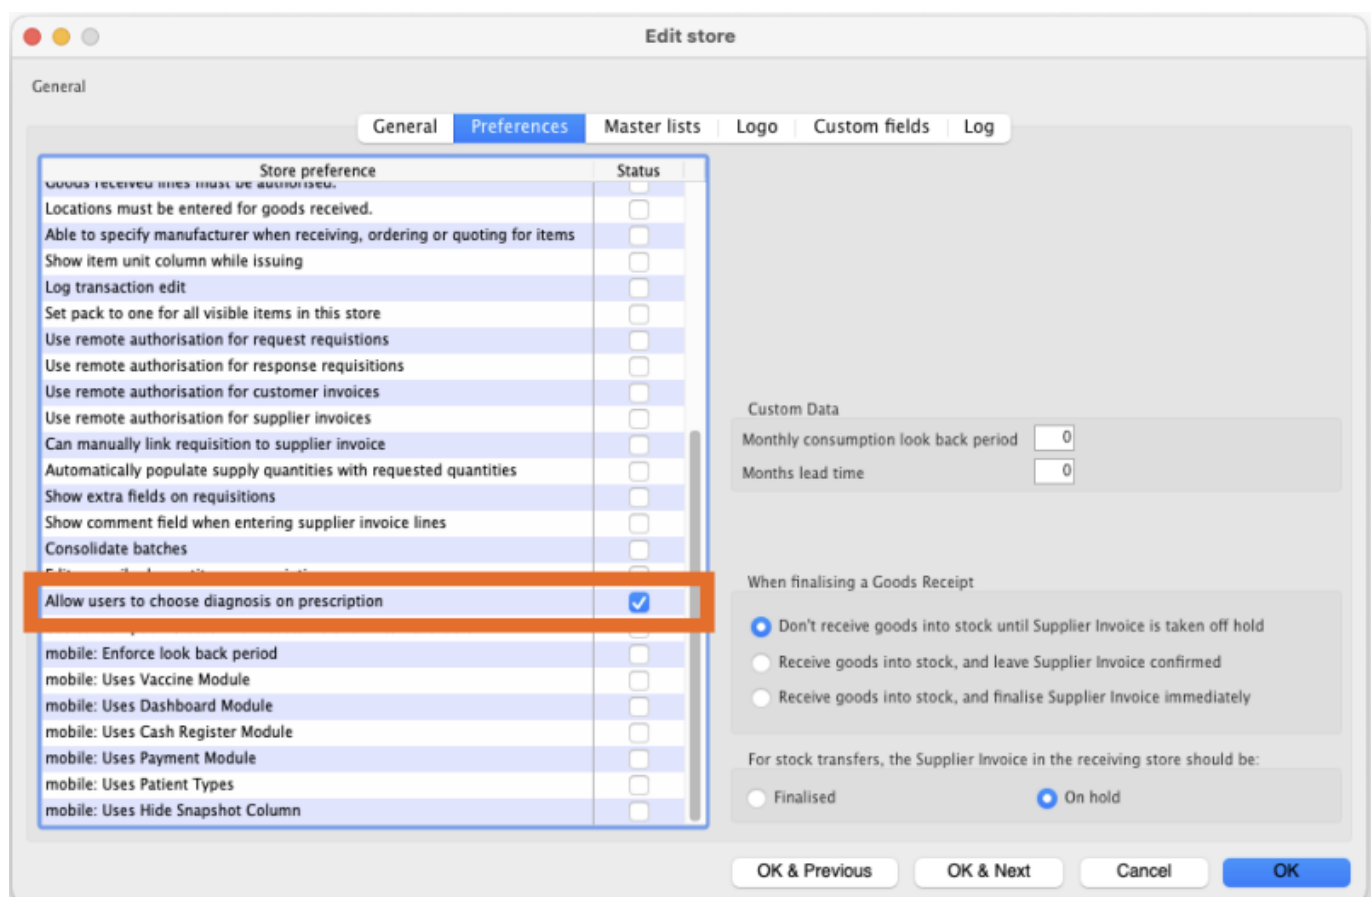 Edit store
General
General Preferences Master lists Logo Custom fields Log
Store preference Status
Goods received lines must be authorised.
Locations must be entered for goods received.
Able to specify manufacturer when receiving, ordering or quoting for items
Show item unit column while issuing
Log transaction edit
Set pack to one for all visible items in this store
Use remote authorisation for request requistions
Use remote authorisation for response requisitions
Use remote authorisation for customer invoices
Use remote authorisation for supplier invoices
Can manually link requisition to supplier invoice
Automatically populate supply quantities with requested quantities
Show extra fields on requisitions
Show comment field when entering supplier invoice lines
Consolidate batches
Allow users to choose diagnosis on prescription
mobile: Enforce look back period
mobile: Uses Vaccine Module
mobile: Uses Dashboard Module
mobile: Uses Cash Register Module
mobile: Uses Payment Module
mobile: Uses Patient Types
mobile: Uses Hide Snapshot Column
Custom Data
Monthly consumption look back period 0
Months lead time 0
When finalising a Goods Receipt
Don't receive goods into stock until Supplier Invoice is taken off hold
Receive goods into stock, and leave Supplier Invoice confirmed
Receive goods into stock, and finalise Supplier Invoice immediately
For stock transfers, the Supplier Invoice in the receiving store should be:
Finalised On hold
OK & Previous OK & Next Cancel OK